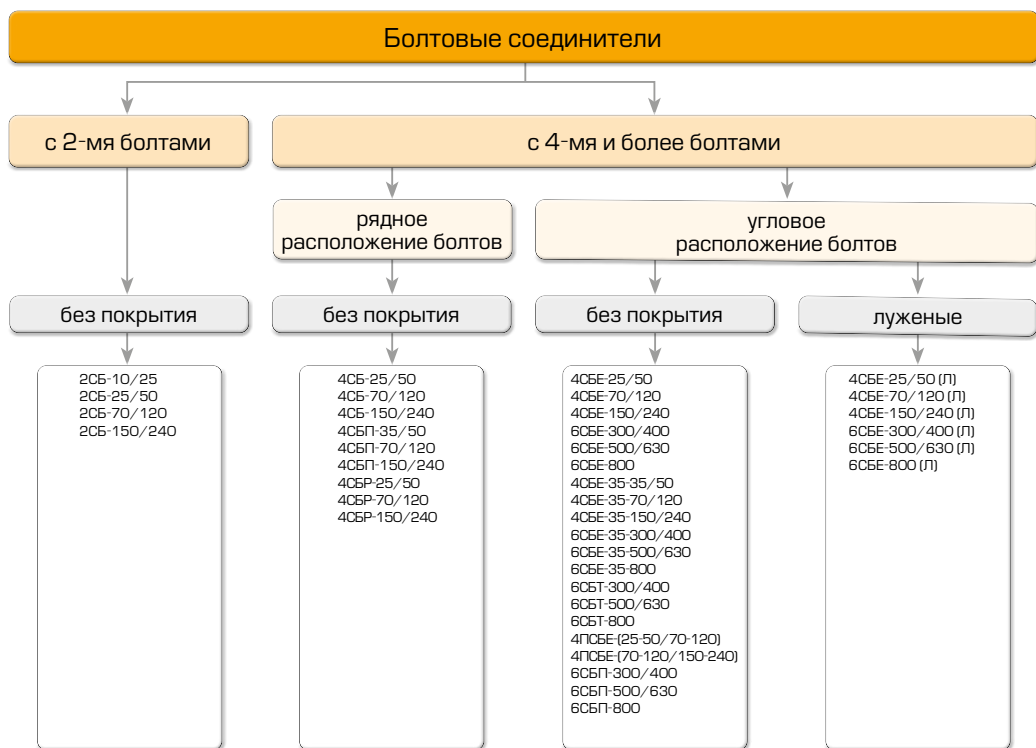 Болтовые соединители
с 2-мя болтами
с 4-мя и более болтами
рядное
расположение болтов
угловое
расположение болтов
без покрытия
без покрытия
без покрытия
луженые
2СБ-10/25
2СБ-25/50
2СБ-70/120
2СБ-150/240
4СБ-25/50
4СБ-70/120
4СБ-150/240
4СБП-35/50
4СБП-70/120
4СБП-150/240
4СБР-25/50
4СБР-70/120
4СБР-150/240
4СБЕ-25/50
4СБЕ-70/120
4СБЕ-150/240
6СБЕ-300/400
6СБЕ-500/630
6СБЕ-800
4СБЕ-35-35/50
4СБЕ-35-70/120
4СБЕ-35-150/240
6СБЕ-35-300/400
6СБЕ-35-500/630
6СБЕ-35-800
6СБТ-300/400
6СБТ-500/630
6СБТ-800
4ПСБЕ-(25-50/70-120)
4ПСБЕ-(70-120/150-240)
6СБП-300/400
6СБП-500/630
6СБП-800
4СБЕ-25/50 (Л)
4СБЕ-70/120 (Л)
4СБЕ-150/240 (Л)
6СБЕ-300/400 (Л)
6СБЕ-500/630 (Л)
6СБЕ-800 (Л)